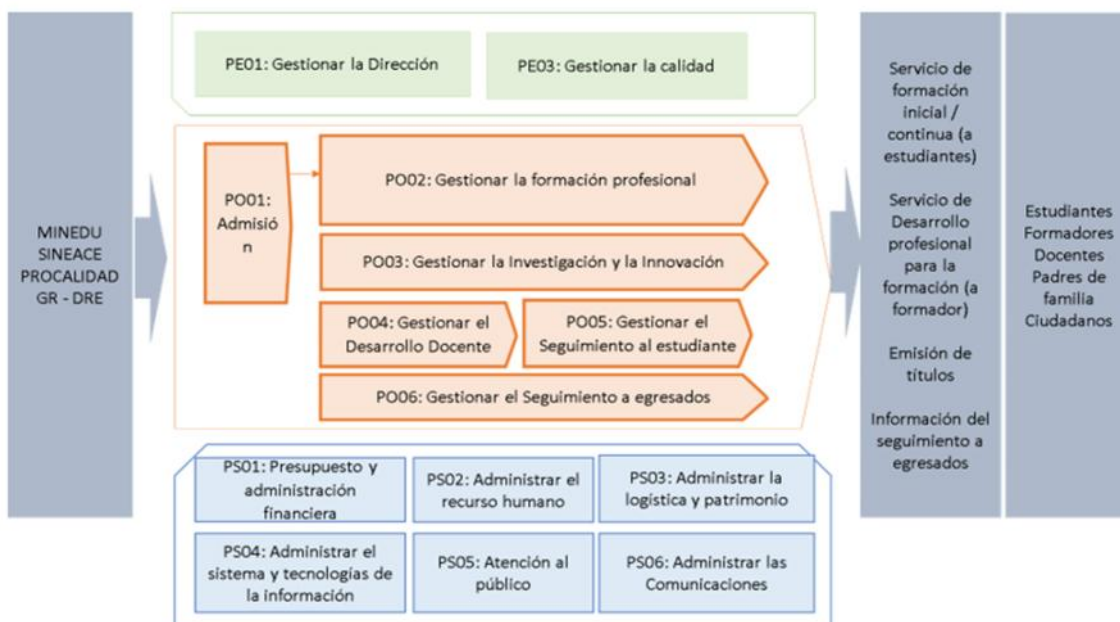 MINEDU
SINEACE
PROCALIDAD
GR - DRE
PE01: Gestionar la Dirección
PE03: Gestionar la calidad
PO01:
Admisió
n
PO02: Gestionar la formación profesional
PO03: Gestionar la Investigación y la Innovación
PO04: Gestionar el
Desarrollo Docente
PO05: Gestionar el
Seguimiento al estudiante
PO06: Gestionar el Seguimiento a egresados
PS01: Presupuesto y
administración
financiera
PS02: Administrar el
recurso humano
PS03: Administrar la
logística y patrimonio
PS04: Administrar el
sistema y tecnologías de
la información
PS05: Atención al
público
PS06: Administrar las
Comunicaciones
Servicio de
formación
inicial /
continua (a
estudiantes)
Servicio de
Desarrollo
profesional
para la
formación (a
formador)
Emisión de
títulos
Información del
seguimiento a
egresados
Estudiantes
Formadores
Docentes
Padres de
familia
Ciudadanos